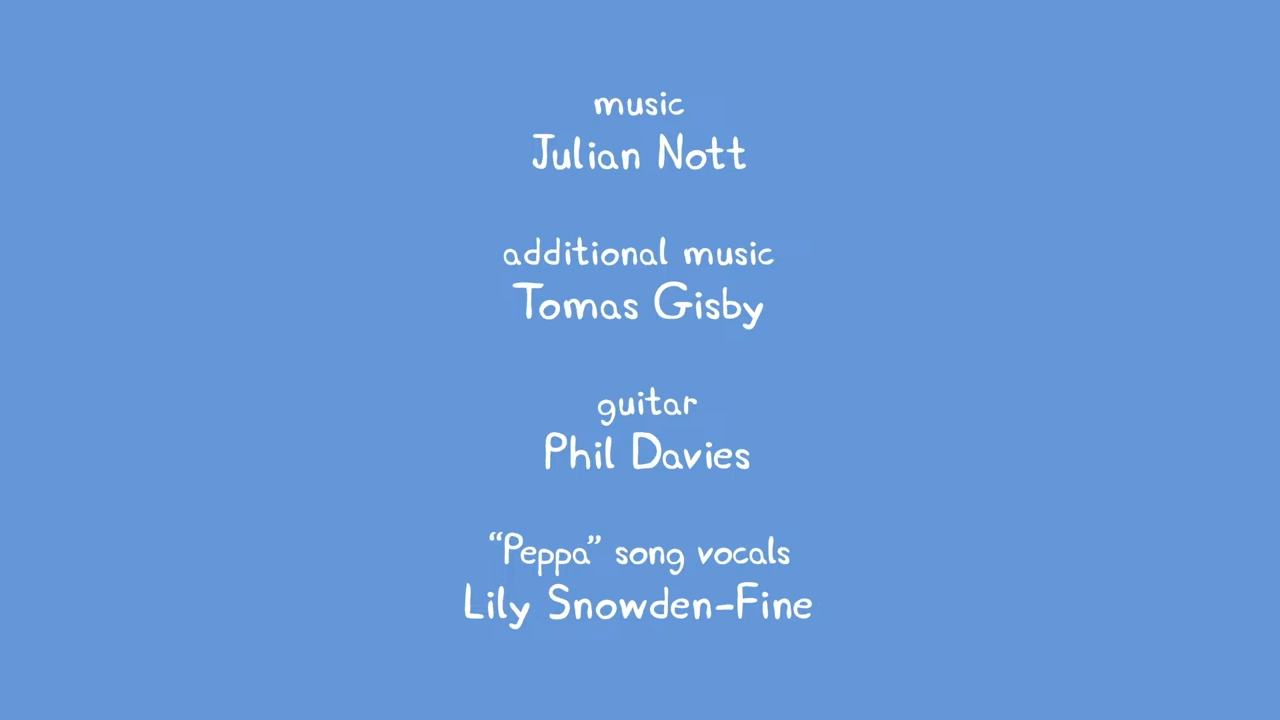 music
Julian Nott
additional music
Tomas Gisby
guitar
Phil Davies
“Peppa” song vocals
Lily Snowden-Fine